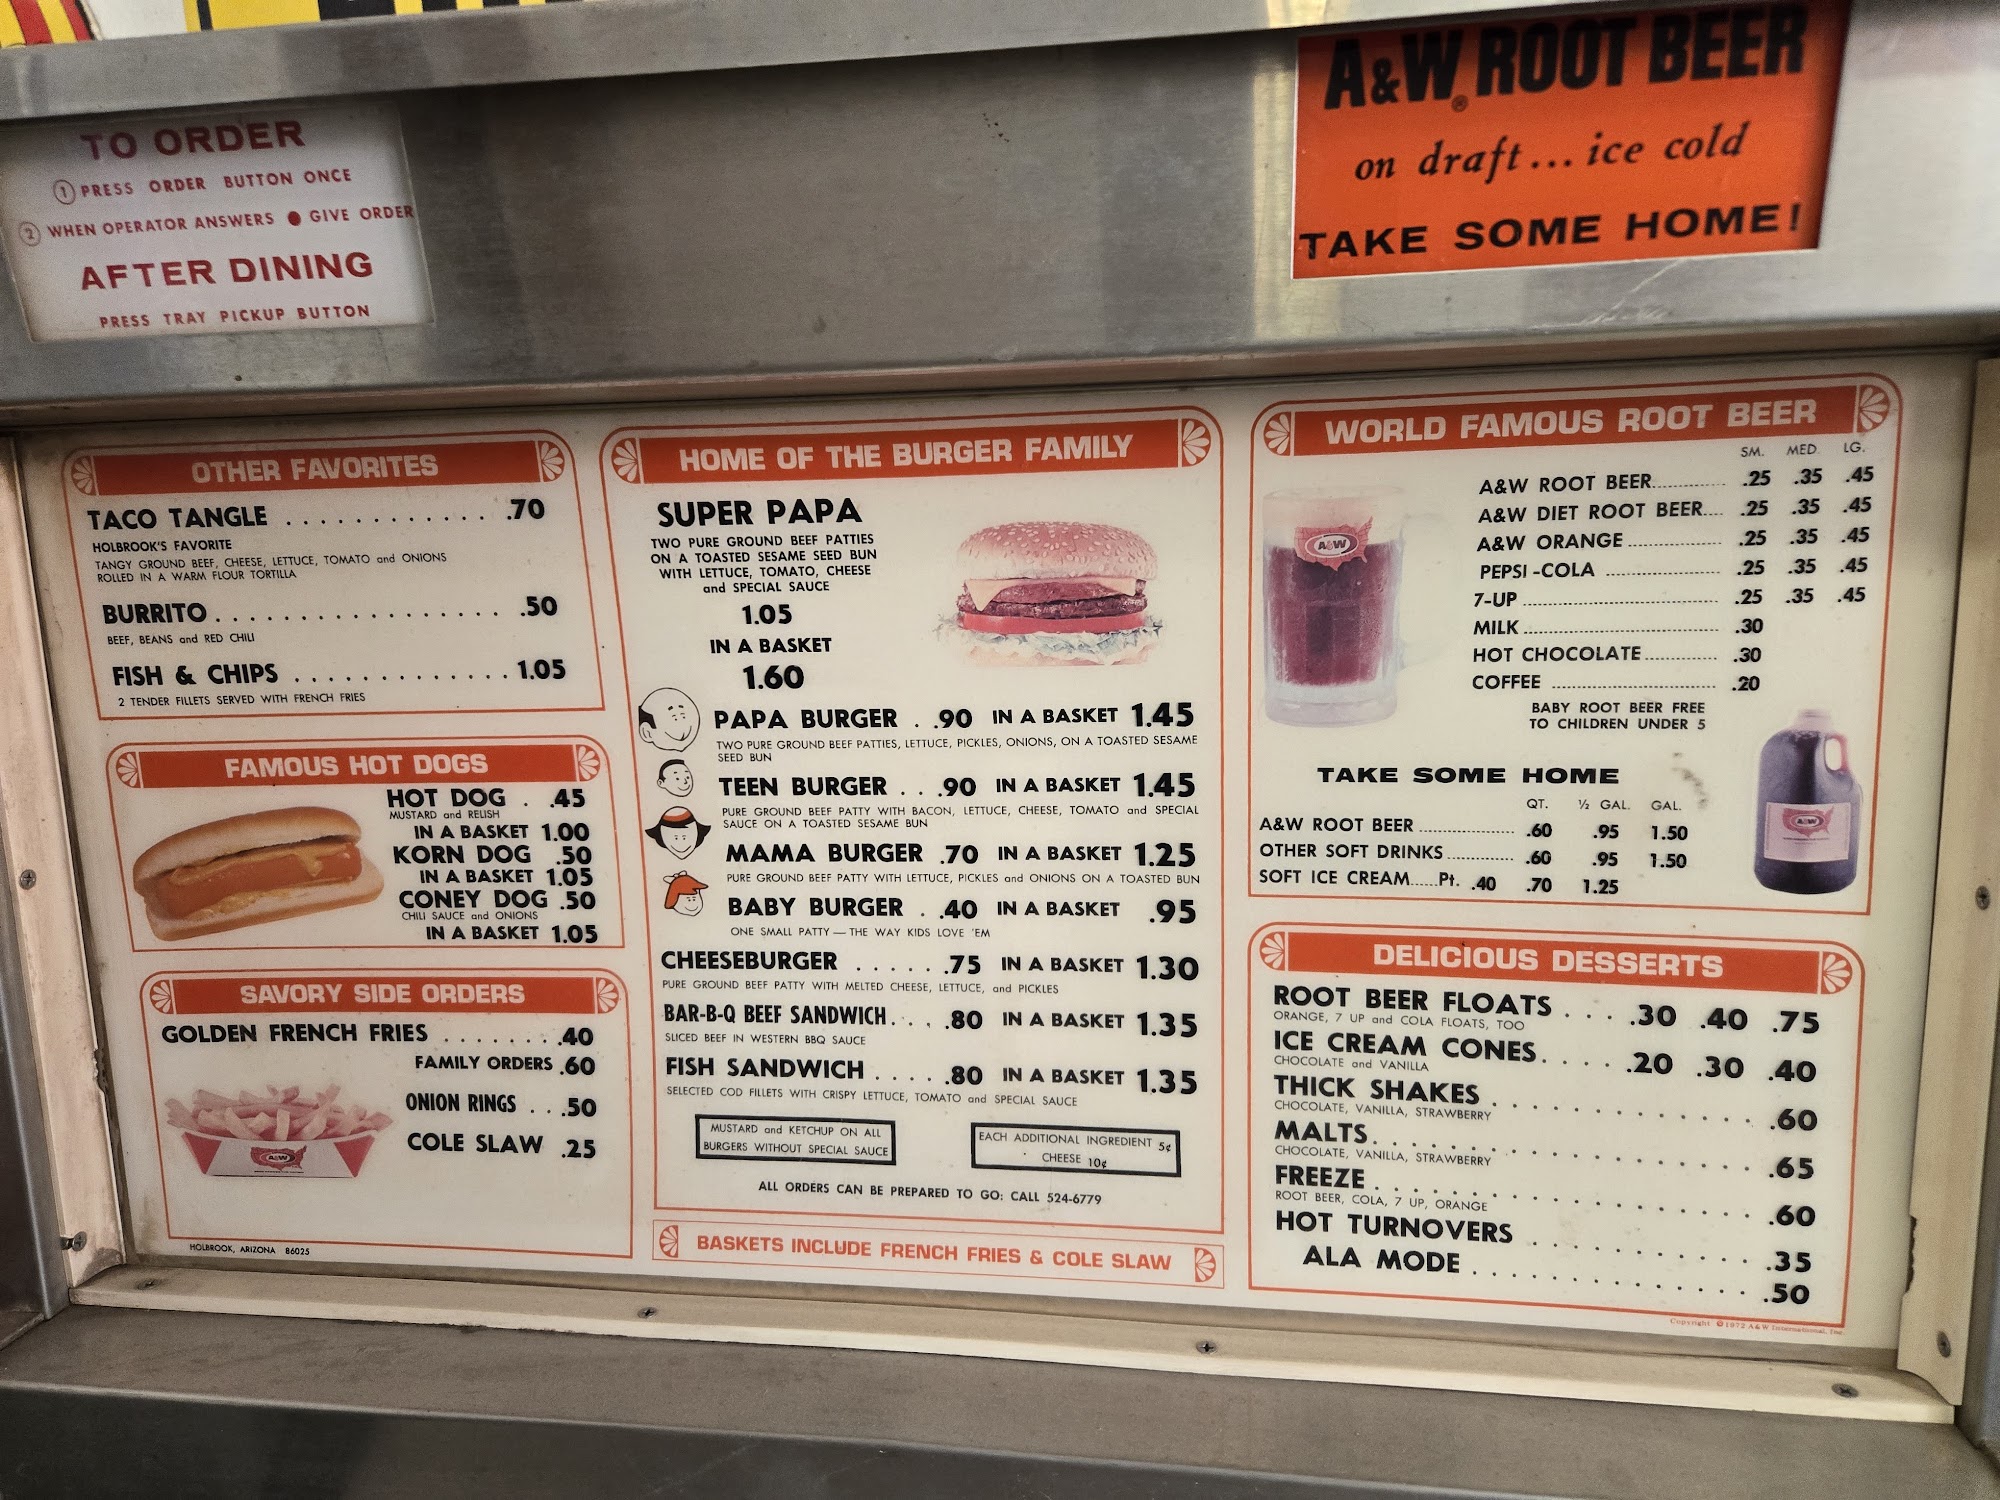 TO ORDER
1 PRESS ORDER BUTTON ONCE
2 WHEN OPERATOR ANSWERS ● GIVE ORDER
AFTER DINING
PRESS TRAY PICKUP BUTTON
A&W® ROOT BEER
on draft... ice cold
TAKE SOME HOME!
OTHER FAVORITES
TACO TANGLE . . . . . . . . . . . . .70
HOLBROOK'S FAVORITE
TANGY GROUND BEEF, CHEESE, LETTUCE, TOMATO and ONIONS
ROLLED IN A WARM FLOUR TORTILLA
BURRITO . . . . . . . . . . . . . . . . .50
BEEF, BEANS and RED CHILI
FISH & CHIPS . . . . . . . . . . . . . 1.05
2 TENDER FILLETS SERVED WITH FRENCH FRIES
FAMOUS HOT DOGS
HOT DOG . .45
MUSTARD and RELISH
IN A BASKET 1.00
KORN DOG .50
IN A BASKET 1.05
CONEY DOG .50
CHILI SAUCE and ONIONS
IN A BASKET 1.05
SAVORY SIDE ORDERS
GOLDEN FRENCH FRIES . . . . . . . .40
FAMILY ORDERS .60
ONION RINGS . . .50
COLE SLAW .25
A&W
HOLBROOK, ARIZONA 86025
HOME OF THE BURGER FAMILY
SUPER PAPA
TWO PURE GROUND BEEF PATTIES
ON A TOASTED SESAME SEED BUN
WITH LETTUCE, TOMATO, CHEESE
and SPECIAL SAUCE
1.05
IN A BASKET
1.60
PAPA BURGER . .90 IN A BASKET 1.45
TWO PURE GROUND BEEF PATTIES, LETTUCE, PICKLES, ONIONS, ON A TOASTED SESAME
SEED BUN
TEEN BURGER . . .90 IN A BASKET 1.45
PURE GROUND BEEF PATTY WITH BACON, LETTUCE, CHEESE, TOMATO and SPECIAL
SAUCE ON A TOASTED SESAME BUN
MAMA BURGER .70 IN A BASKET 1.25
PURE GROUND BEEF PATTY WITH LETTUCE, PICKLES and ONIONS ON A TOASTED BUN
BABY BURGER . .40 IN A BASKET .95
ONE SMALL PATTY — THE WAY KIDS LOVE 'EM
CHEESEBURGER . . . . . .75 IN A BASKET 1.30
PURE GROUND BEEF PATTY WITH MELTED CHEESE, LETTUCE, and PICKLES
BAR-B-Q BEEF SANDWICH . . . .80 IN A BASKET 1.35
SLICED BEEF IN WESTERN BBQ SAUCE
FISH SANDWICH . . . . .80 IN A BASKET 1.35
SELECTED COD FILLETS WITH CRISPY LETTUCE, TOMATO and SPECIAL SAUCE
MUSTARD and KETCHUP ON ALL
BURGERS WITHOUT SPECIAL SAUCE
EACH ADDITIONAL INGREDIENT 5¢
CHEESE 10¢
ALL ORDERS CAN BE PREPARED TO GO: CALL 524-6779
BASKETS INCLUDE FRENCH FRIES & COLE SLAW
WORLD FAMOUS ROOT BEER
SM. MED. LG.
A&W ROOT BEER .25 .35 .45
A&W DIET ROOT BEER .25 .35 .45
A&W ORANGE .25 .35 .45
PEPSI-COLA .25 .35 .45
7-UP .25 .35 .45
MILK .30
HOT CHOCOLATE .30
COFFEE .20
BABY ROOT BEER FREE
TO CHILDREN UNDER 5
A&W
TAKE SOME HOME
QT. ½ GAL. GAL.
A&W ROOT BEER .60 .95 1.50
OTHER SOFT DRINKS .60 .95 1.50
SOFT ICE CREAM Pt. .40 .70 1.25
A&W
DELICIOUS DESSERTS
ROOT BEER FLOATS . . . .30 .40 .75
ORANGE, 7 UP and COLA FLOATS, TOO
ICE CREAM CONES . . . . .20 .30 .40
CHOCOLATE and VANILLA
THICK SHAKES . . . . . . . . . . . . .60
CHOCOLATE, VANILLA, STRAWBERRY
MALTS . . . . . . . . . . . . . . . . .65
CHOCOLATE, VANILLA, STRAWBERRY
FREEZE . . . . . . . . . . . . . . . . .60
ROOT BEER, COLA, 7 UP, ORANGE
HOT TURNOVERS . . . . . . . . . . .35
ALA MODE . . . . . . . . . . . . . .50
Copyright ©1972 A&W International, Inc.